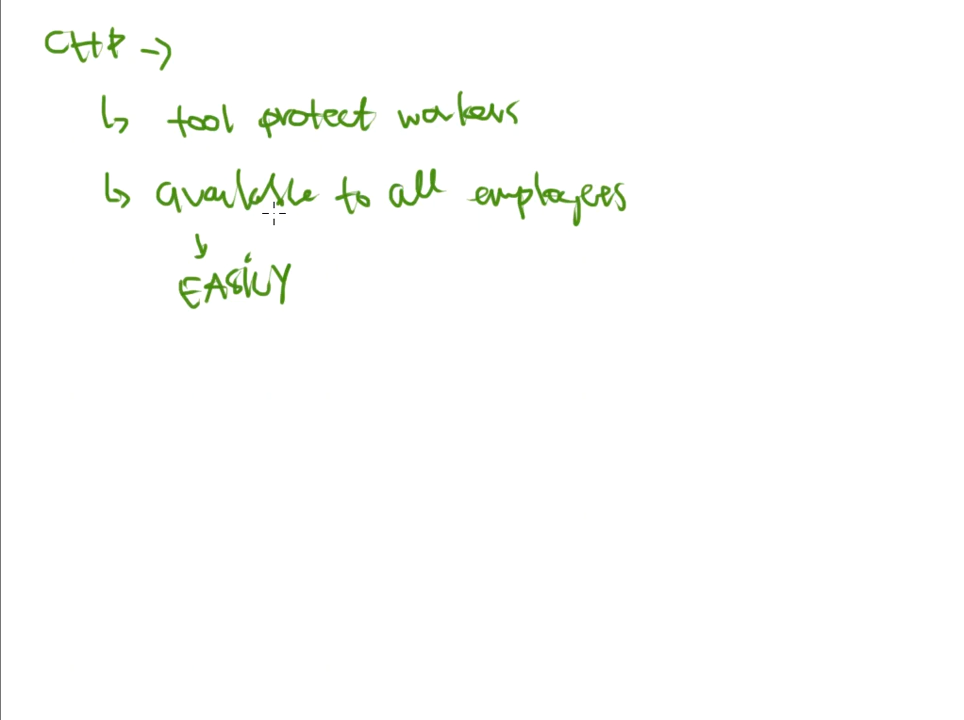 CHP →
↳ tool protect workers
↳ available to all employees
↓
EASILY